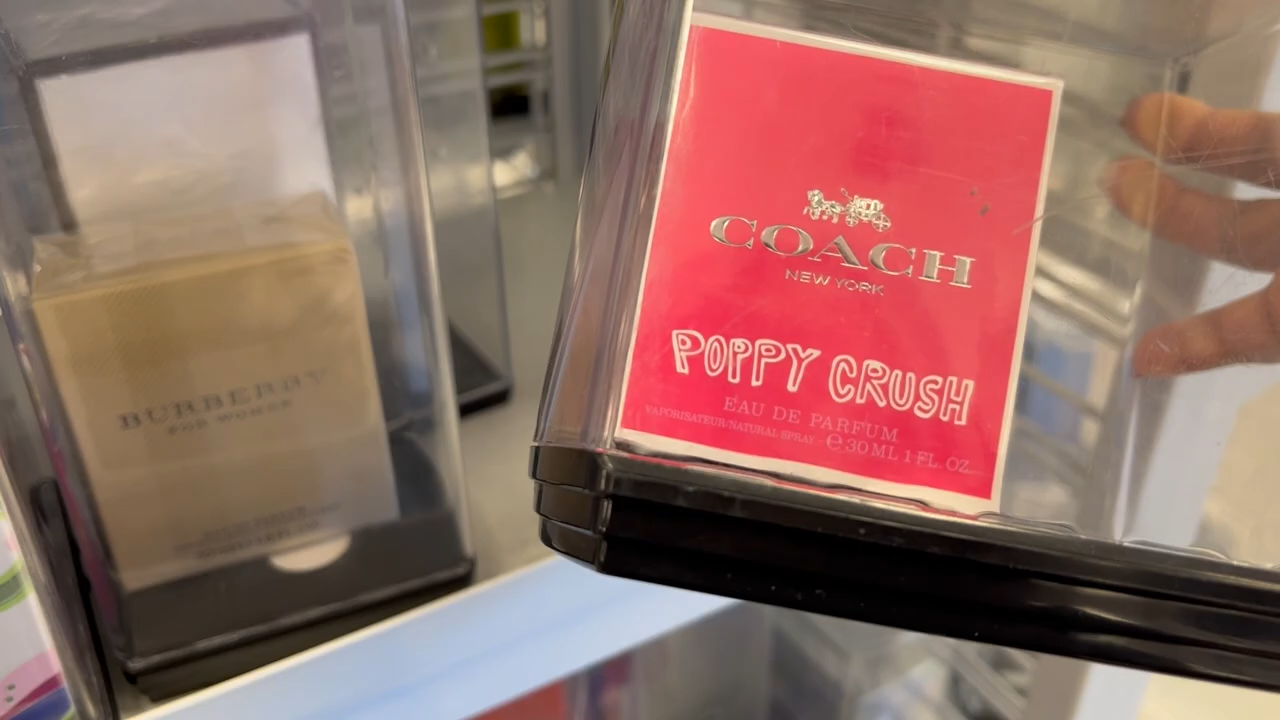 BURBERRY
FOR WOMEN
COACH
NEW YORK
POPPY CRUSH
EAU DE PARFUM
VAPORISATEUR/NATURAL SPRAY - ℮ 30 ML 1 FL. OZ.